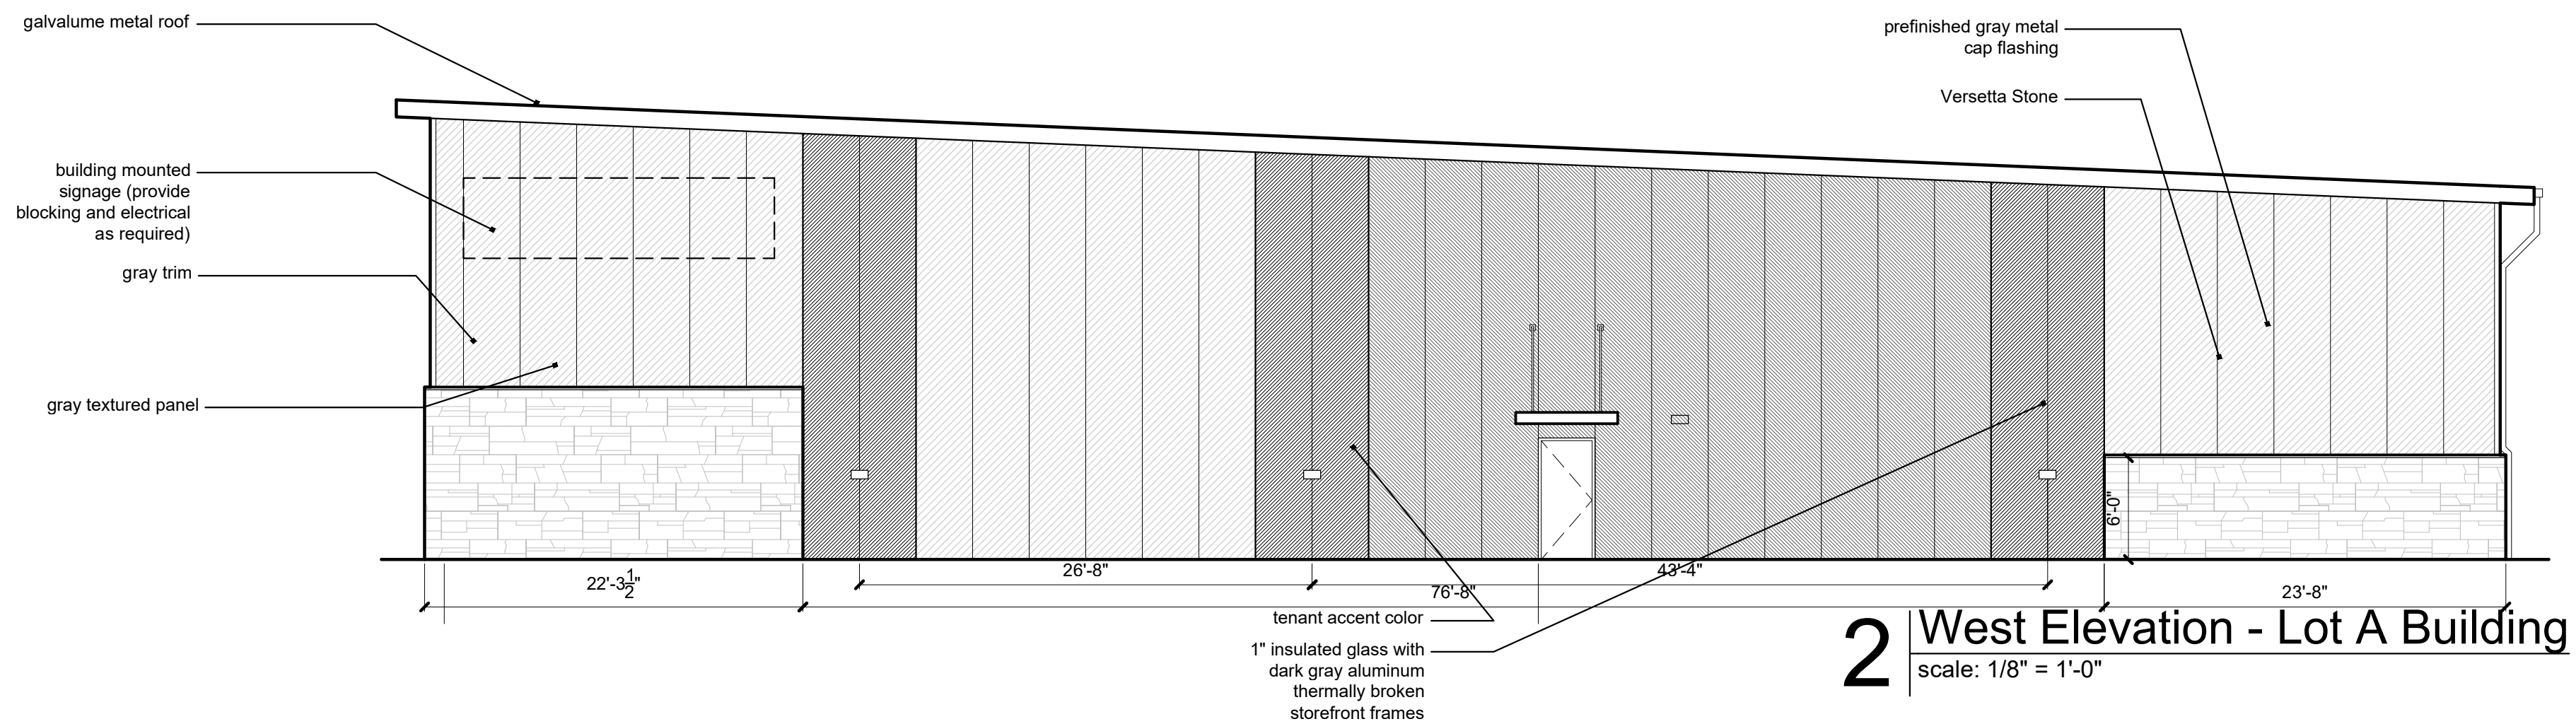 galvalume metal roof
prefinished gray metal
cap flashing
Versetta Stone
building mounted
signage (provide
blocking and electrical
as required)
gray trim
gray textured panel
6'-0"
22'-3 1/2"
26'-8"
43'-4"
76'-8"
23'-8"
tenant accent color
1" insulated glass with
dark gray aluminum
thermally broken
storefront frames
2
West Elevation - Lot A Building
scale: 1/8" = 1'-0"